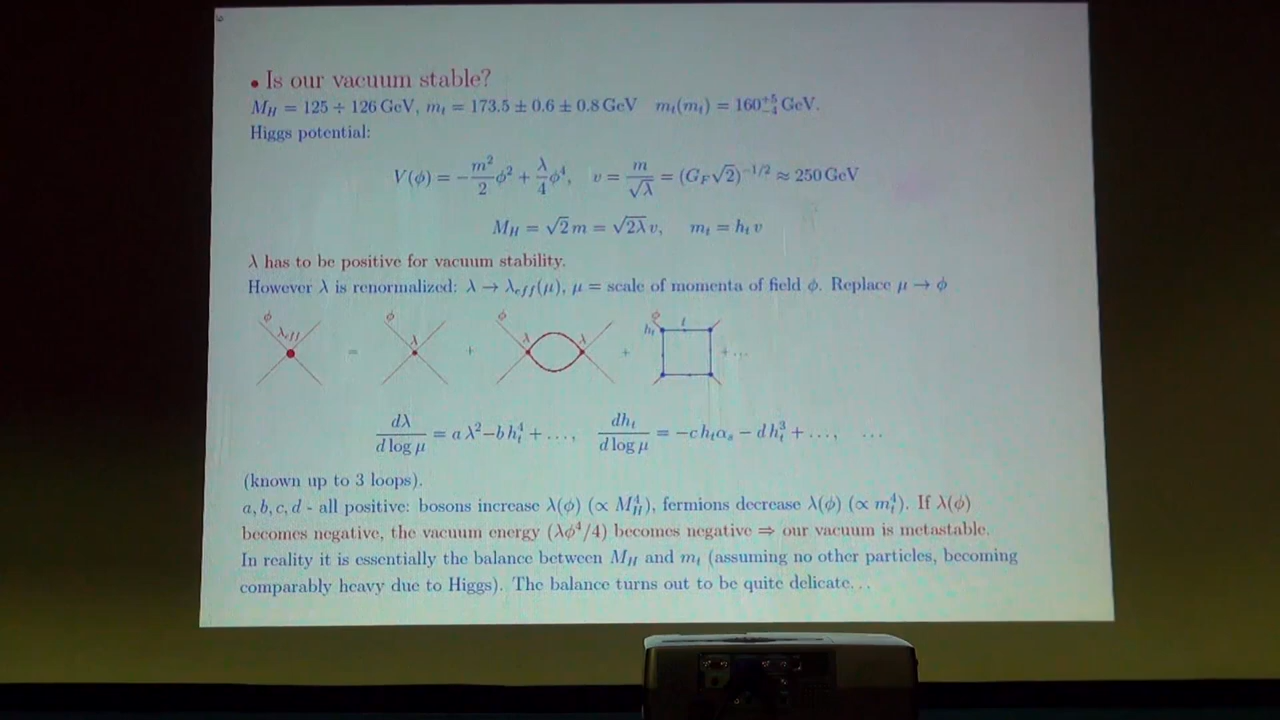 • Is our vacuum stable?
M_H = 125 ÷ 126 GeV, m_t = 173.5 ± 0.6 ± 0.8 GeV m_t(m_t) = 160^{+5}_{−4} GeV.
Higgs potential:
V(ϕ) = −m²/2 ϕ² + λ/4 ϕ⁴, v = m/√λ = (G_F√2)^{−1/2} ≈ 250 GeV
M_H = √2 m = √2λ v, m_t = h_t v
λ has to be positive for vacuum stability.
However λ is renormalized: λ → λ_{eff}(μ), μ = scale of momenta of field ϕ. Replace μ → ϕ
ϕ λ_{eff} = ϕ λ + ϕ λ λ + ϕ h_t t + ...
dλ/d log μ = a λ² − b h_t⁴ + . . . , dh_t/d log μ = −c h_t α_s − d h_t³ + . . . , . . .
(known up to 3 loops).
a, b, c, d - all positive: bosons increase λ(ϕ) (∝ M_H⁴), fermions decrease λ(ϕ) (∝ m_t⁴). If λ(ϕ)
becomes negative, the vacuum energy (λϕ⁴/4) becomes negative ⇒ our vacuum is metastable.
In reality it is essentially the balance between M_H and m_t (assuming no other particles, becoming
comparably heavy due to Higgs). The balance turns out to be quite delicate. . .